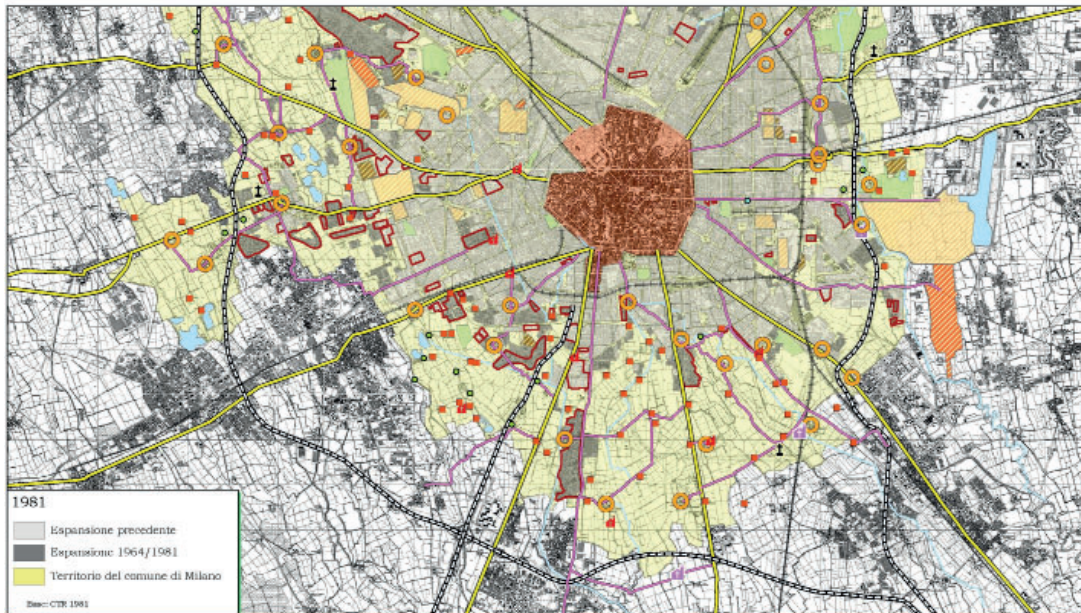 1981
Espansione precedente
Espansione 1964/1981
Territorio del comune di Milano
Base: CTR 1981